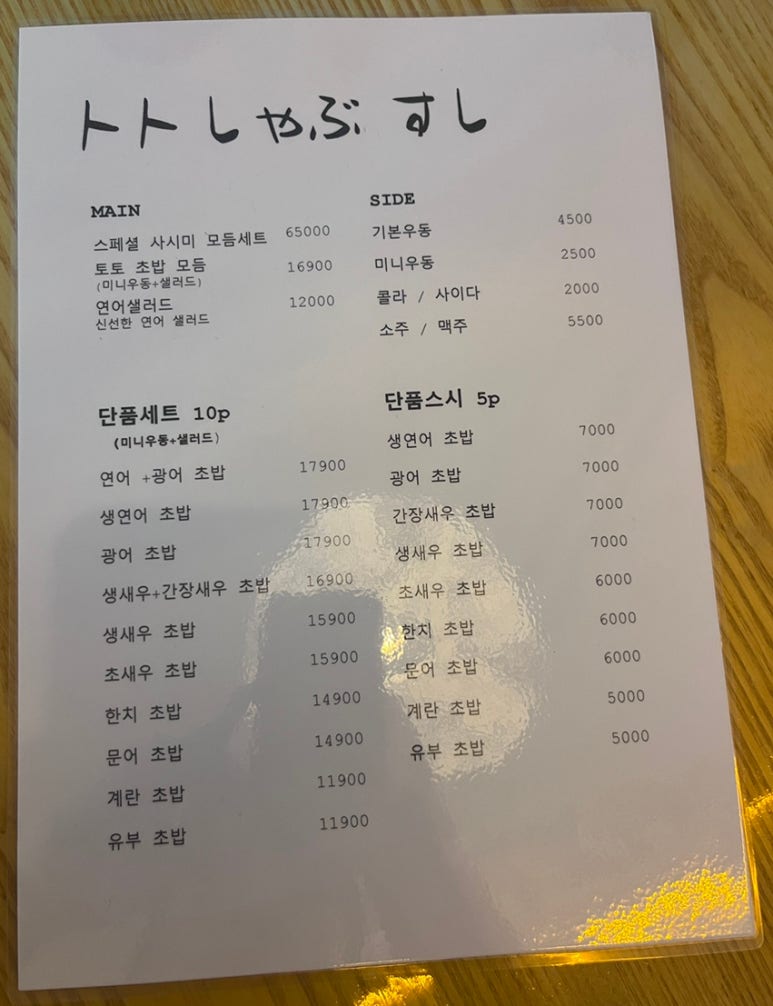 トトしゃぶ すし
MAIN
스페셜 사시미 모듬세트 65000
토토 초밥 모듬 16900
(미니우동+샐러드)
연어샐러드 12000
신선한 연어 샐러드
SIDE
기본우동 4500
미니우동 2500
콜라 / 사이다 2000
소주 / 맥주 5500
단품세트 10p
(미니우동+샐러드)
연어 +광어 초밥 17900
생연어 초밥 17900
광어 초밥 17900
생새우+간장새우 초밥 16900
생새우 초밥 15900
초새우 초밥 15900
한치 초밥 14900
문어 초밥 14900
계란 초밥 11900
유부 초밥 11900
단품스시 5p
생연어 초밥 7000
광어 초밥 7000
간장새우 초밥 7000
생새우 초밥 7000
초새우 초밥 6000
한치 초밥 6000
문어 초밥 6000
계란 초밥 5000
유부 초밥 5000